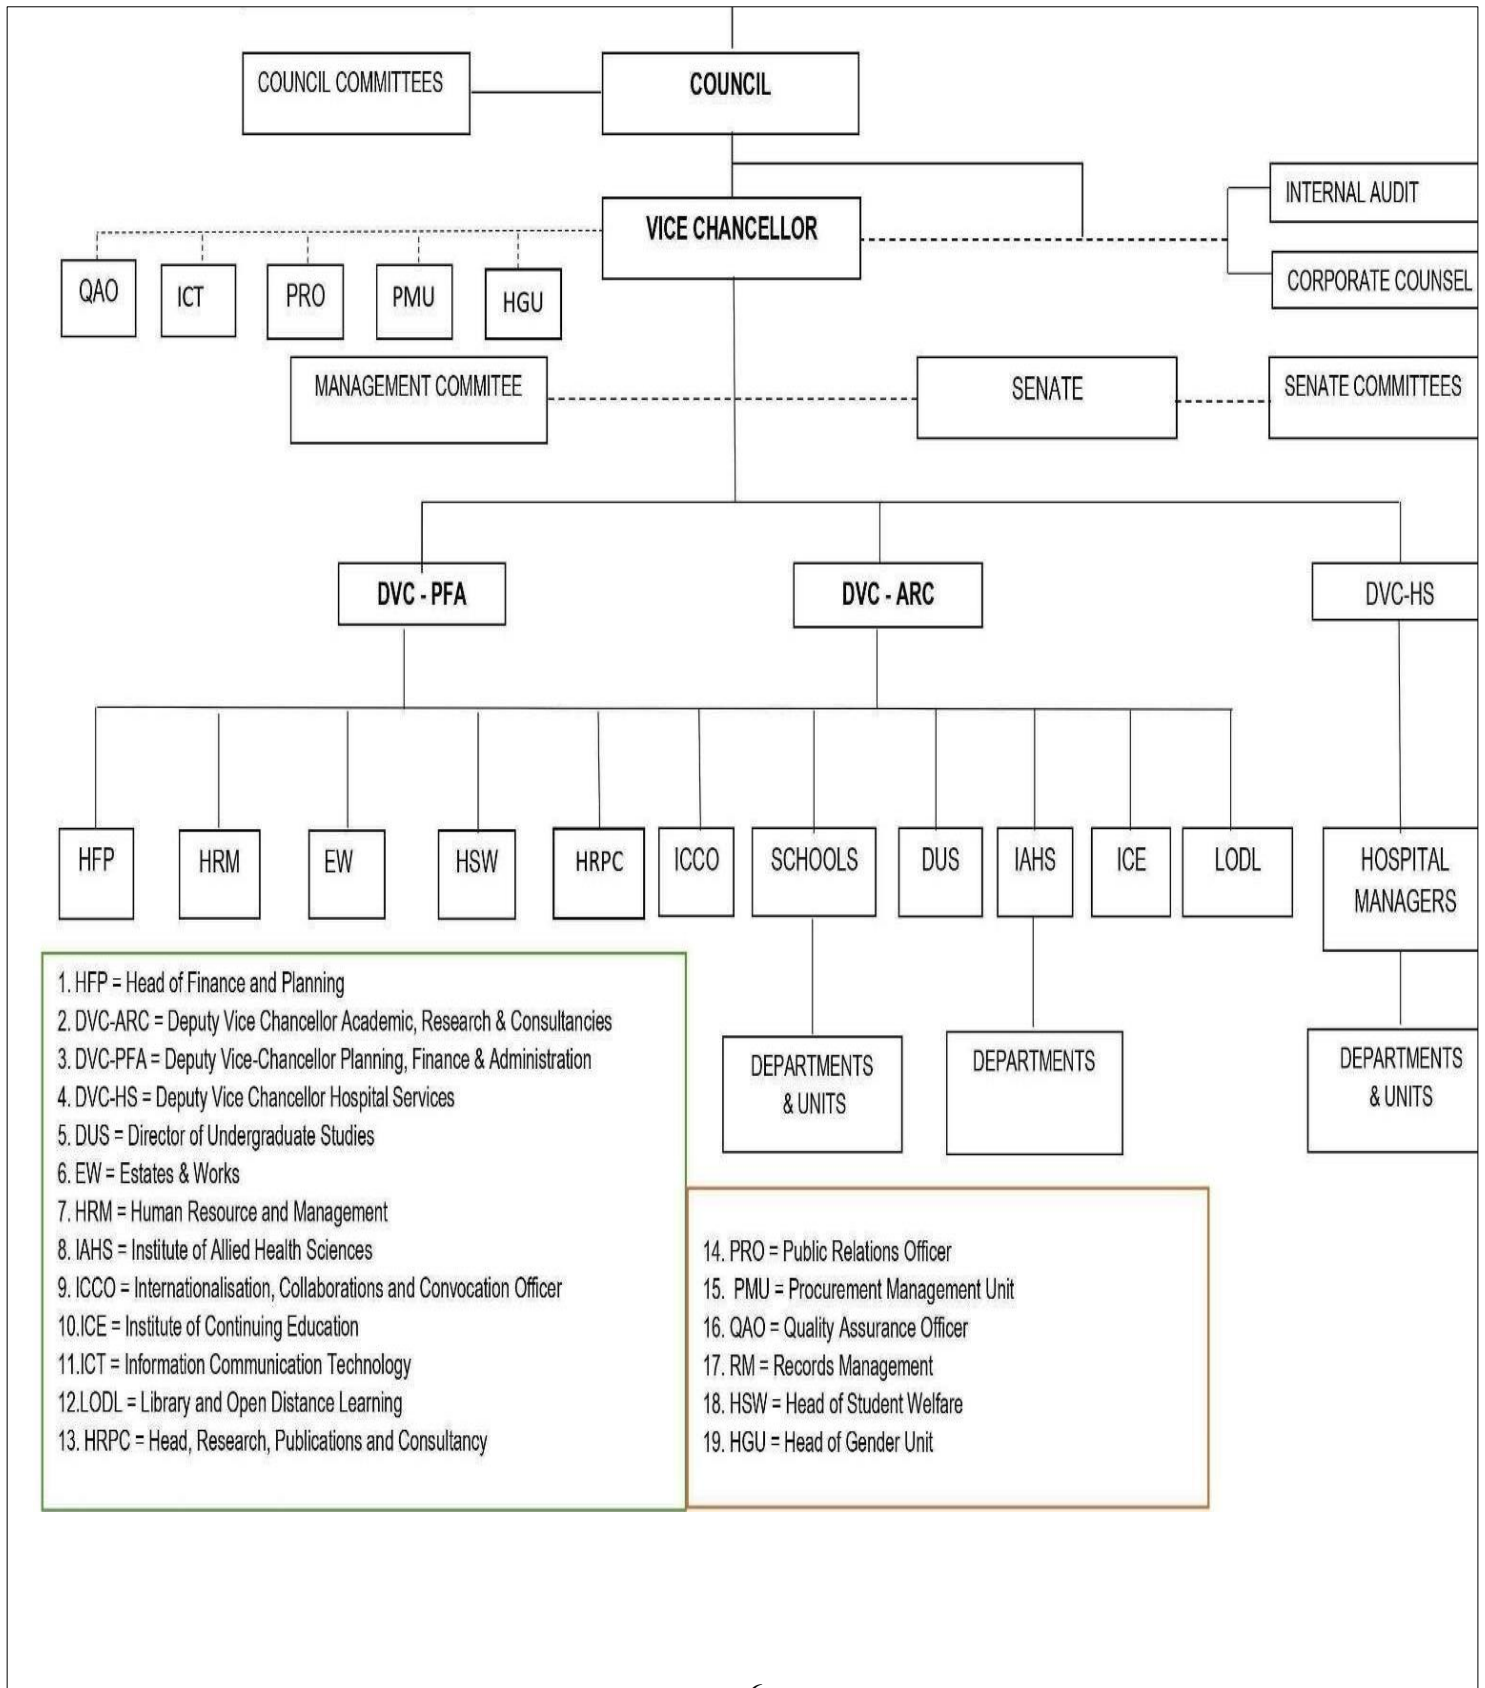 COUNCIL COMMITTEES
COUNCIL
VICE CHANCELLOR
INTERNAL AUDIT
CORPORATE COUNSEL
QAO
ICT
PRO
PMU
HGU
MANAGEMENT COMMITEE
SENATE
SENATE COMMITTEES
DVC - PFA
DVC - ARC
DVC-HS
HFP
HRM
EW
HSW
HRPC
ICCO
SCHOOLS
DUS
IAHS
ICE
LODL
HOSPITAL
MANAGERS
DEPARTMENTS
& UNITS
DEPARTMENTS
DEPARTMENTS
& UNITS
1. HFP = Head of Finance and Planning
2. DVC-ARC = Deputy Vice Chancellor Academic, Research & Consultancies
3. DVC-PFA = Deputy Vice-Chancellor Planning, Finance & Administration
4. DVC-HS = Deputy Vice Chancellor Hospital Services
5. DUS = Director of Undergraduate Studies
6. EW = Estates & Works
7. HRM = Human Resource and Management
8. IAHS = Institute of Allied Health Sciences
9. ICCO = Internationalisation, Collaborations and Convocation Officer
10.ICE = Institute of Continuing Education
11.ICT = Information Communication Technology
12.LODL = Library and Open Distance Learning
13. HRPC = Head, Research, Publications and Consultancy
14. PRO = Public Relations Officer
15. PMU = Procurement Management Unit
16. QAO = Quality Assurance Officer
17. RM = Records Management
18. HSW = Head of Student Welfare
19. HGU = Head of Gender Unit